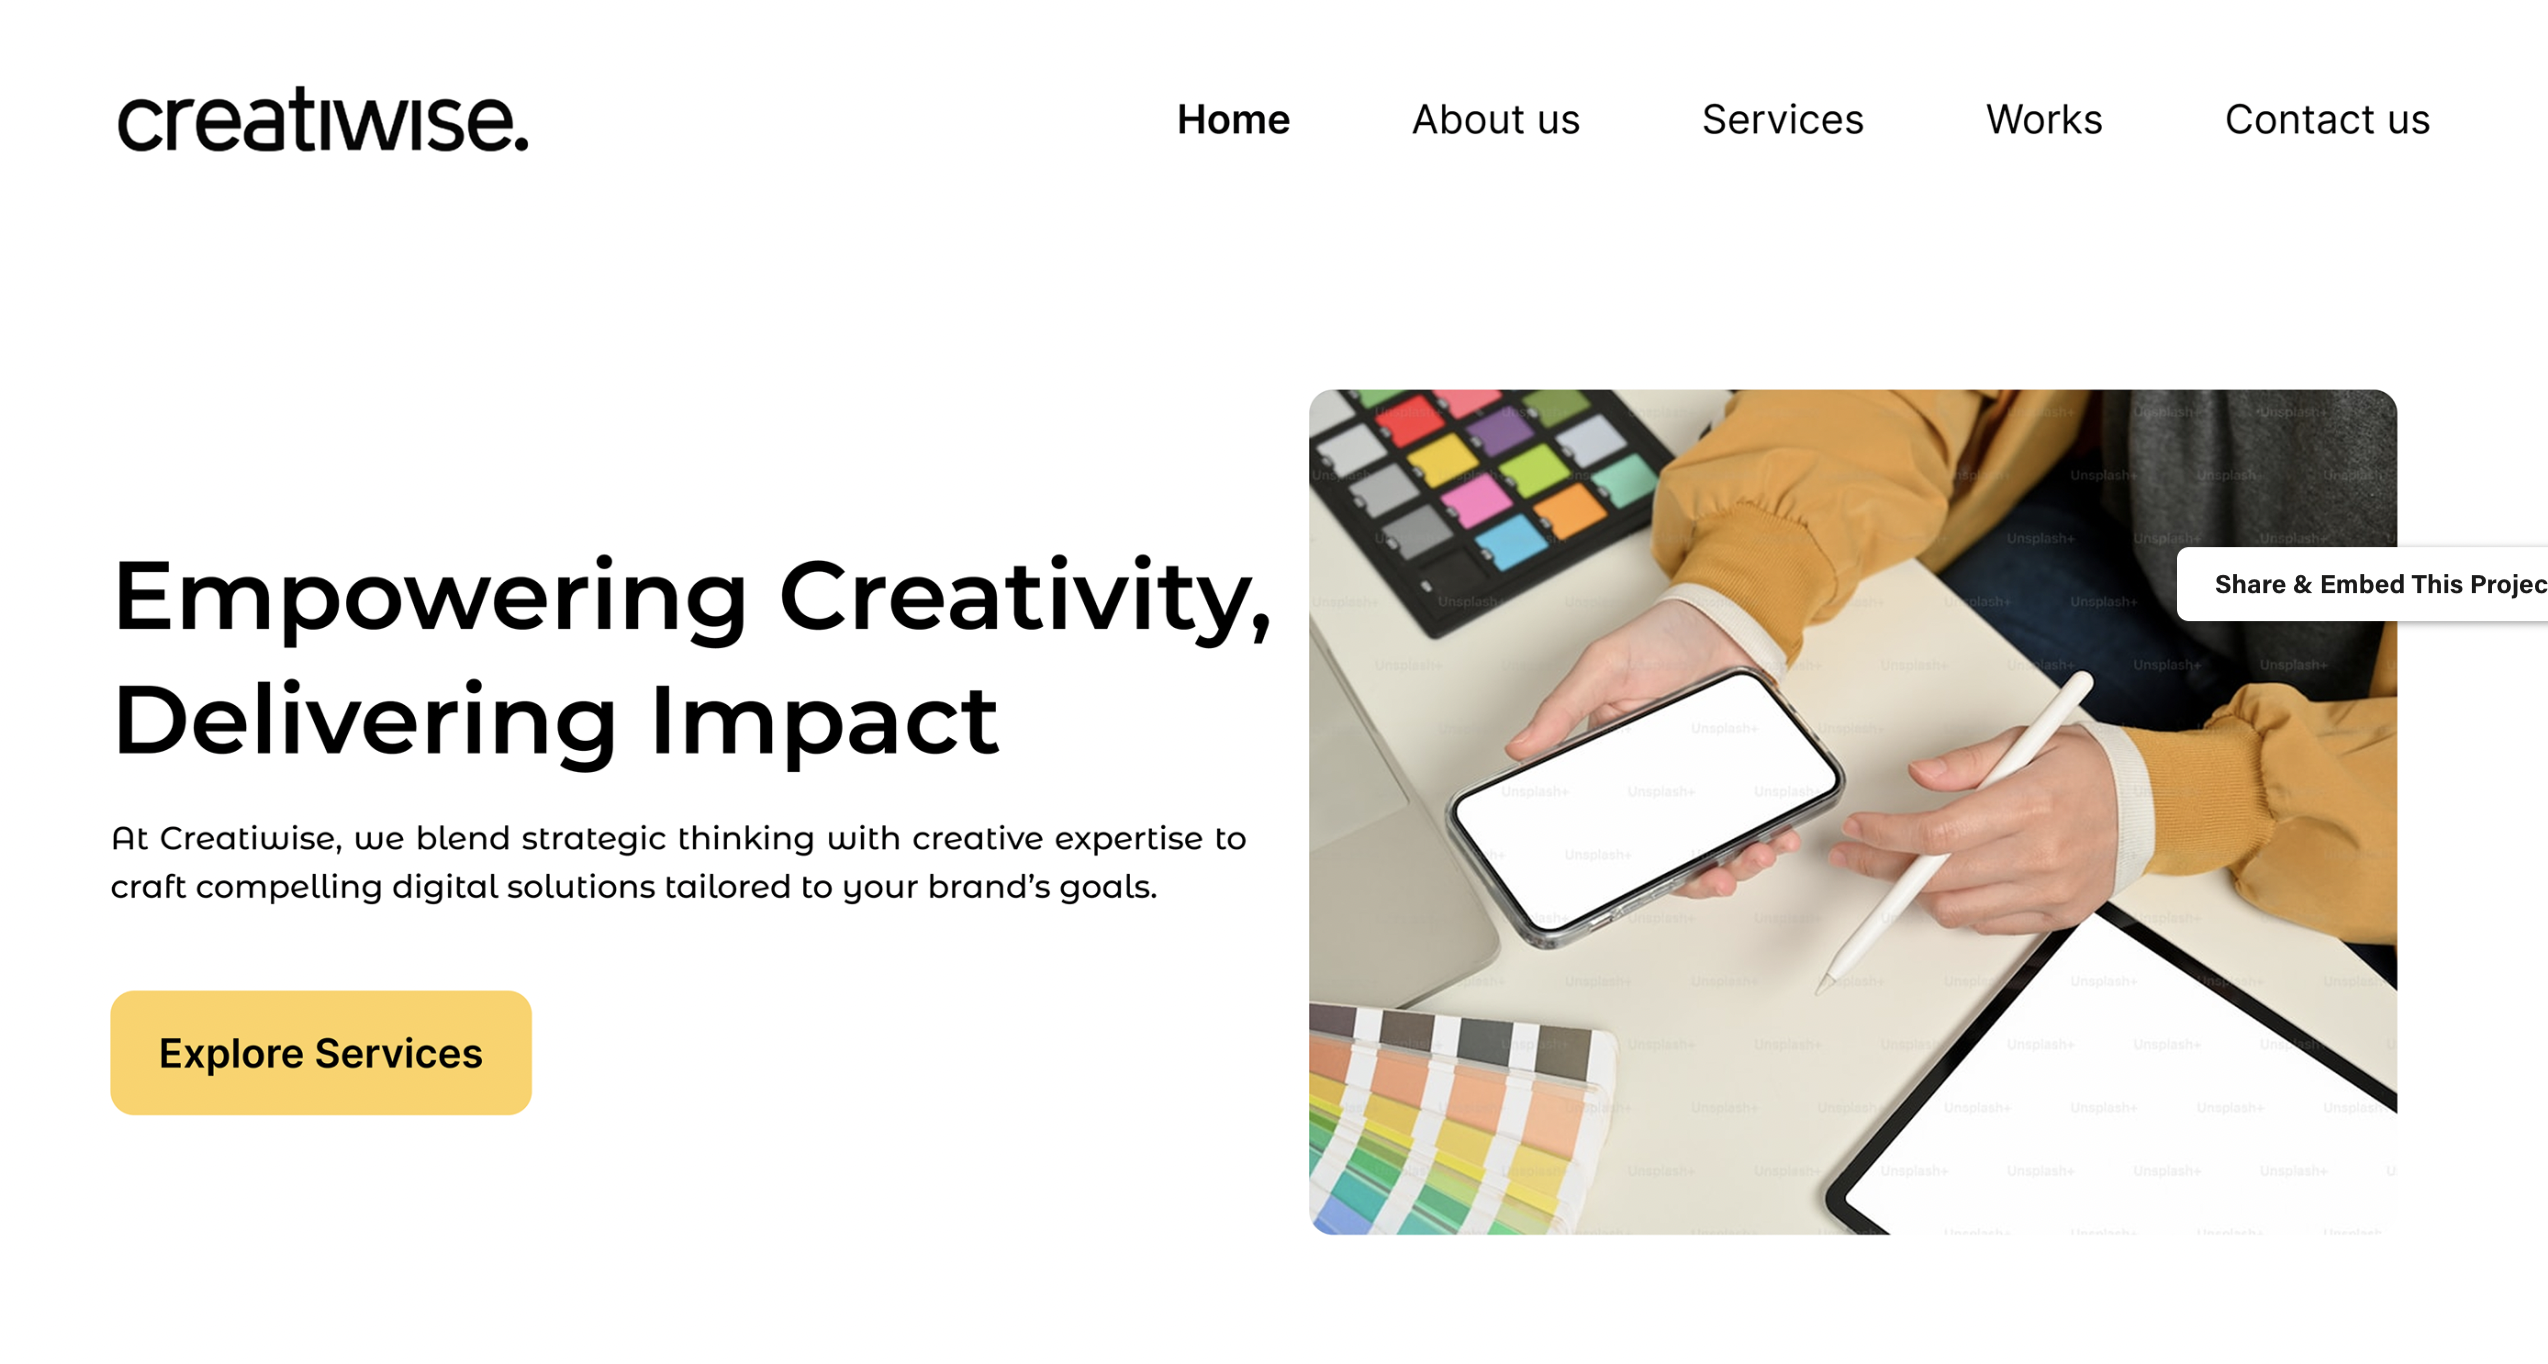 creatiwise.
Home About us Services Works Contact us
Empowering Creativity,
Delivering Impact
At Creatiwise, we blend strategic thinking with creative expertise to
craft compelling digital solutions tailored to your brand’s goals.
Explore Services
Share & Embed This Projec
Unsplash+